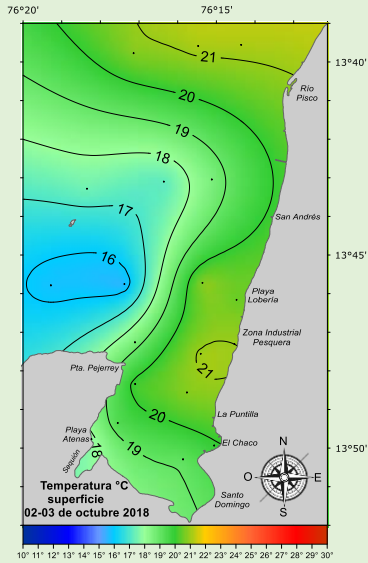 76°20' 76°15'
21
13°40'
Río
Pisco
20
19
18
17
San Andrés
13°45'
16
Playa
Lobería
Zona Industrial
Pesquera
Pta. Pejerrey
21
20
La Puntilla
Playa
Atenas
19
El Chaco
13°50'
18
Sequión
N
O E
S
Temperatura °C
superficie
02-03 de octubre 2018
Santo
Domingo
10° 11° 12° 13° 14° 15° 16° 17° 18° 19° 20° 21° 22° 23° 24° 25° 26° 27° 28° 29° 30°